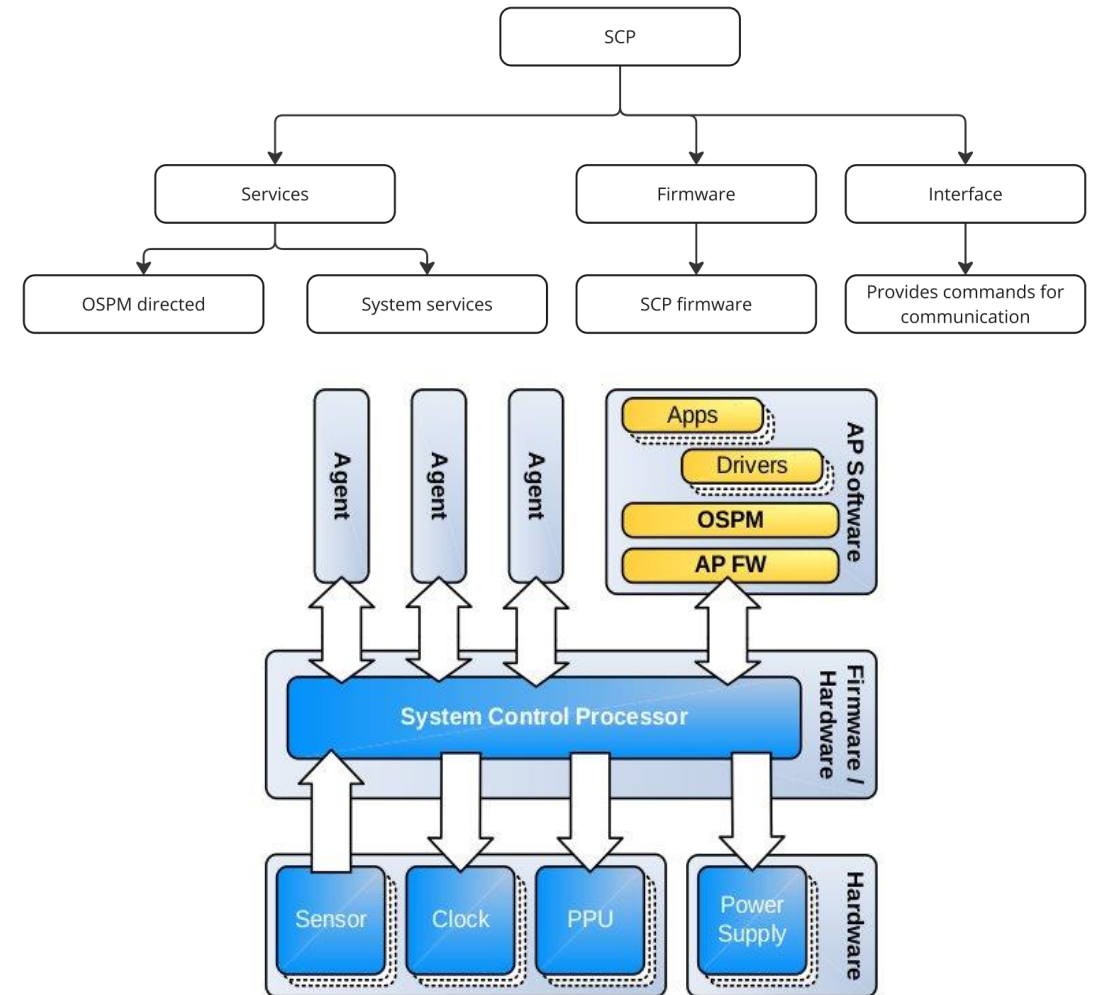 SCP
Services
Firmware
Interface
OSPM directed
System services
SCP firmware
Provides commands for
communication
Agent
Agent
Agent
Apps
Drivers
OSPM
AP FW
AP Software
System Control Processor
Firmware /
Hardware
Sensor
Clock
PPU
Power
Supply
Hardware